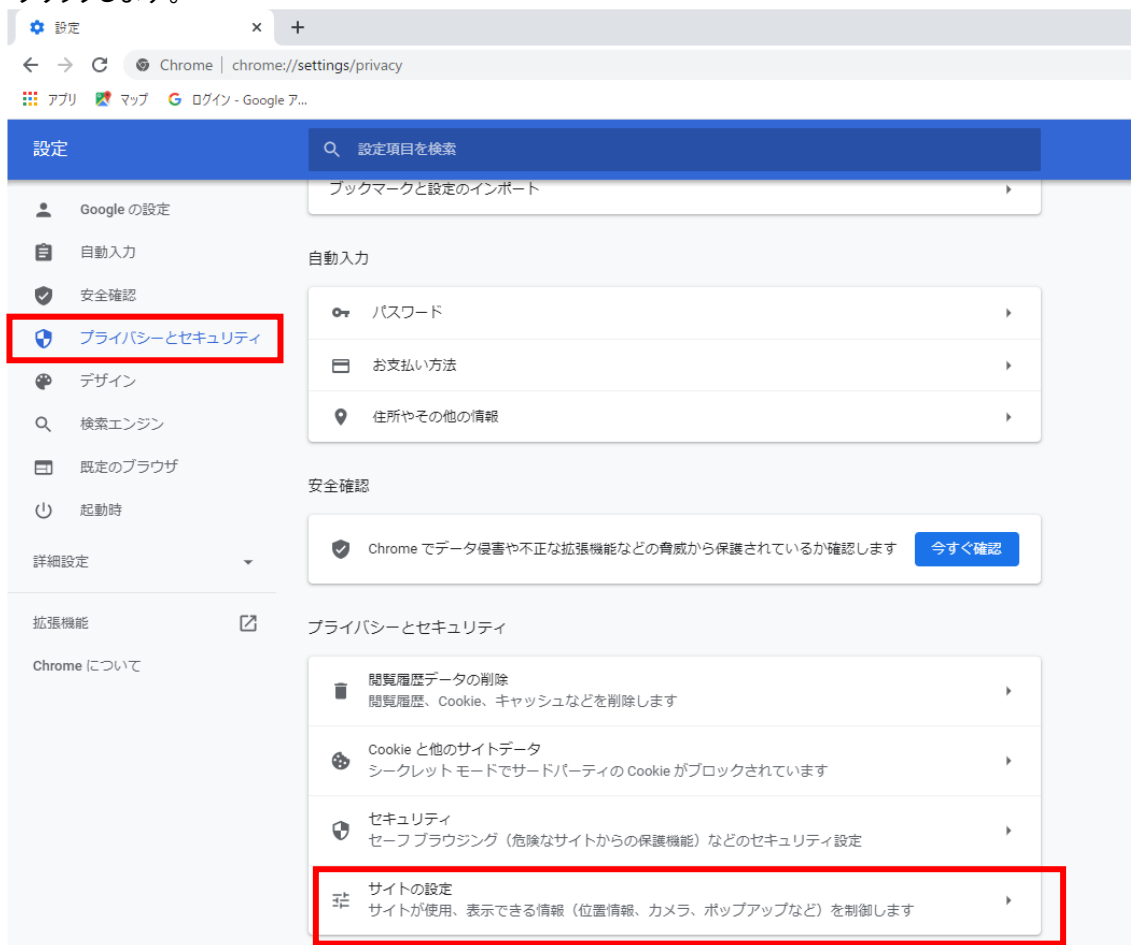 クリックします。
設定
Chrome | chrome://settings/privacy
アプリ マップ ログイン - Google ア...
設定
設定項目を検索
Google の設定
自動入力
安全確認
プライバシーとセキュリティ
デザイン
検索エンジン
既定のブラウザ
起動時
詳細設定
拡張機能
Chrome について
ブックマークと設定のインポート
自動入力
パスワード
お支払い方法
住所やその他の情報
安全確認
Chrome でデータ侵害や不正な拡張機能などの脅威から保護されているか確認します
今すぐ確認
プライバシーとセキュリティ
閲覧履歴データの削除
閲覧履歴、Cookie、キャッシュなどを削除します
Cookie と他のサイトデータ
シークレット モードでサードパーティの Cookie がブロックされています
セキュリティ
セーフ ブラウジング（危険なサイトからの保護機能）などのセキュリティ設定
サイトの設定
サイトが使用、表示できる情報（位置情報、カメラ、ポップアップなど）を制御します